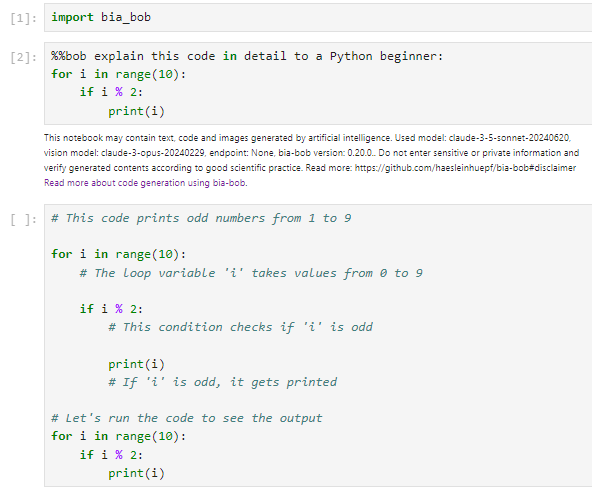 [1]: import bia_bob
[2]: %%bob explain this code in detail to a Python beginner:
for i in range(10):
    if i % 2:
        print(i)
This notebook may contain text, code and images generated by artificial intelligence. Used model: claude-3-5-sonnet-20240620,
vision model: claude-3-opus-20240229, endpoint: None, bia-bob version: 0.20.0.. Do not enter sensitive or private information and
verify generated contents according to good scientific practice. Read more: https://github.com/haesleinhuepf/bia-bob#disclaimer
Read more about code generation using bia-bob.
[ ]: # This code prints odd numbers from 1 to 9
for i in range(10):
    # The loop variable 'i' takes values from 0 to 9
    if i % 2:
        # This condition checks if 'i' is odd
        print(i)
        # If 'i' is odd, it gets printed
# Let's run the code to see the output
for i in range(10):
    if i % 2:
        print(i)